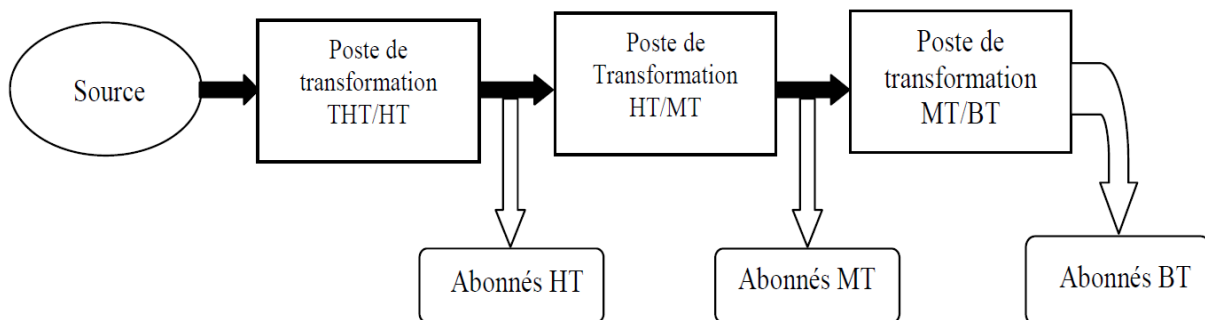 Source
Poste de
transformation
THT/HT
Poste de
Transformation
HT/MT
Poste de
transformation
MT/BT
Abonnés HT
Abonnés MT
Abonnés BT